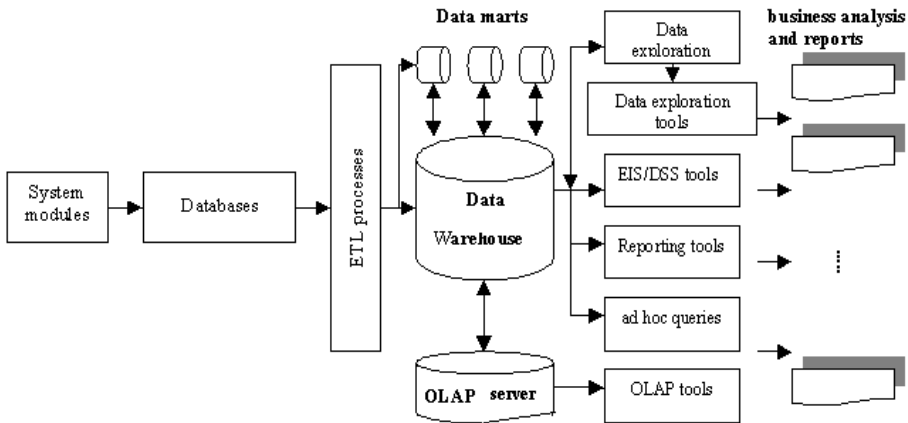 Data marts
business analysis
and reports
Data
exploration
Data exploration
tools
System
modules
Databases
ETL processes
Data
Warehouse
EIS/DSS tools
Reporting tools
ad hoc queries
OLAP server
OLAP tools